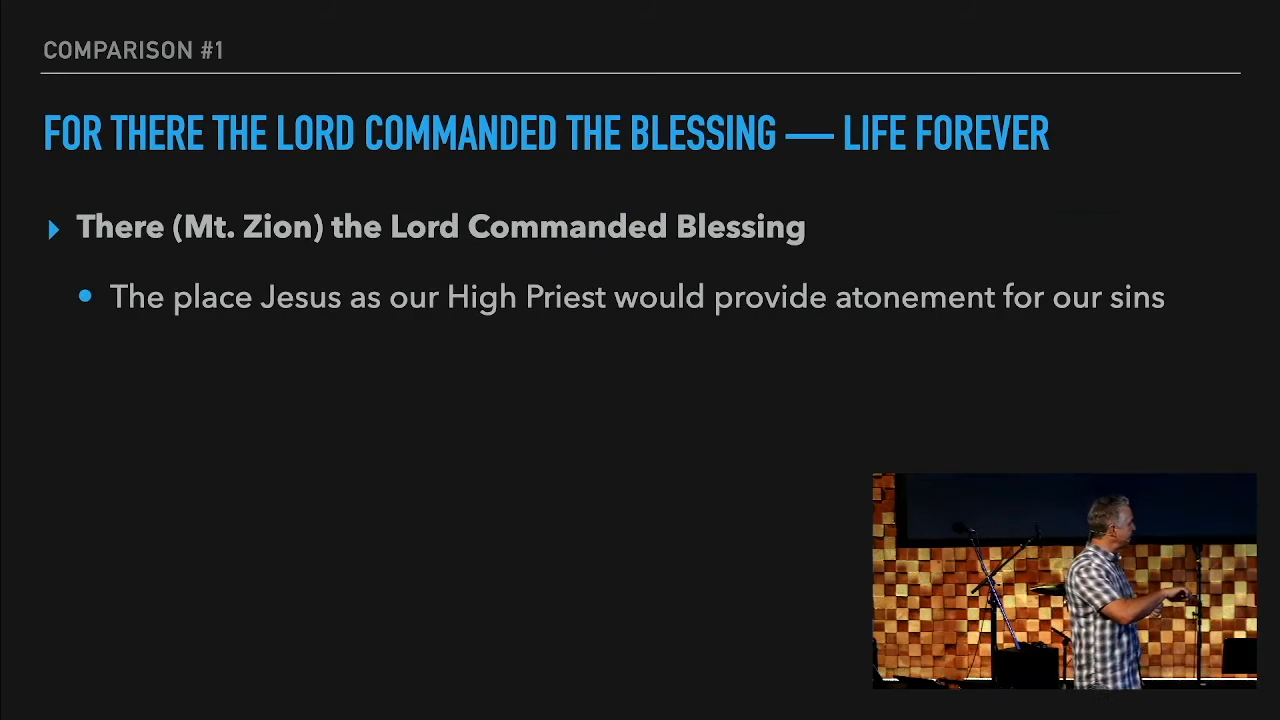 COMPARISON #1
FOR THERE THE LORD COMMANDED THE BLESSING — LIFE FOREVER
There (Mt. Zion) the Lord Commanded Blessing
The place Jesus as our High Priest would provide atonement for our sins